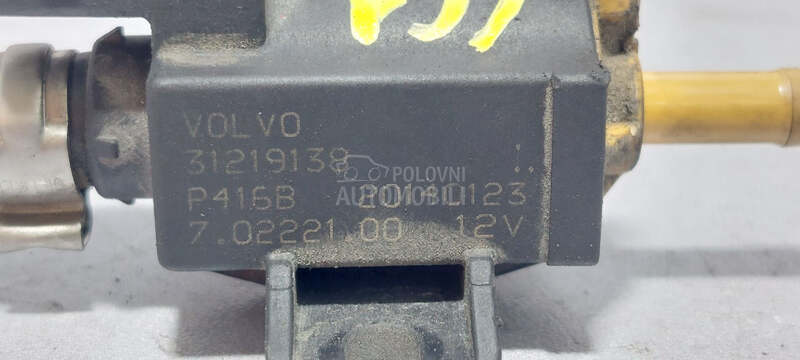 VOLVO
31219138
POLOVNI
AUTOMOBILI
P416B
7.02221.00 12V